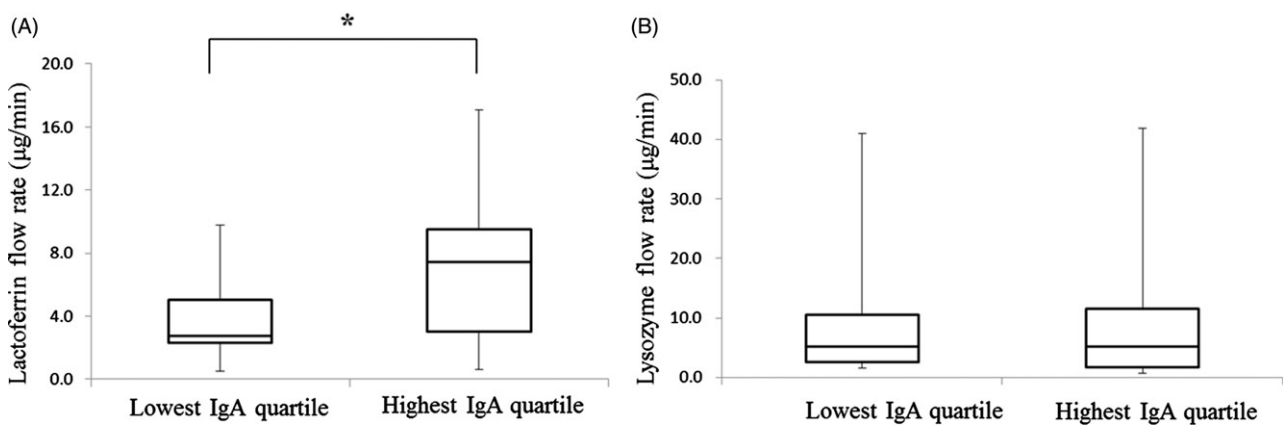 (A)
*
Lactoferrin flow rate (µg/min)
20.0
16.0
12.0
8.0
4.0
0.0
Lowest IgA quartile
Highest IgA quartile
(B)
Lysozyme flow rate (µg/min)
50.0
40.0
30.0
20.0
10.0
0.0
Lowest IgA quartile
Highest IgA quartile